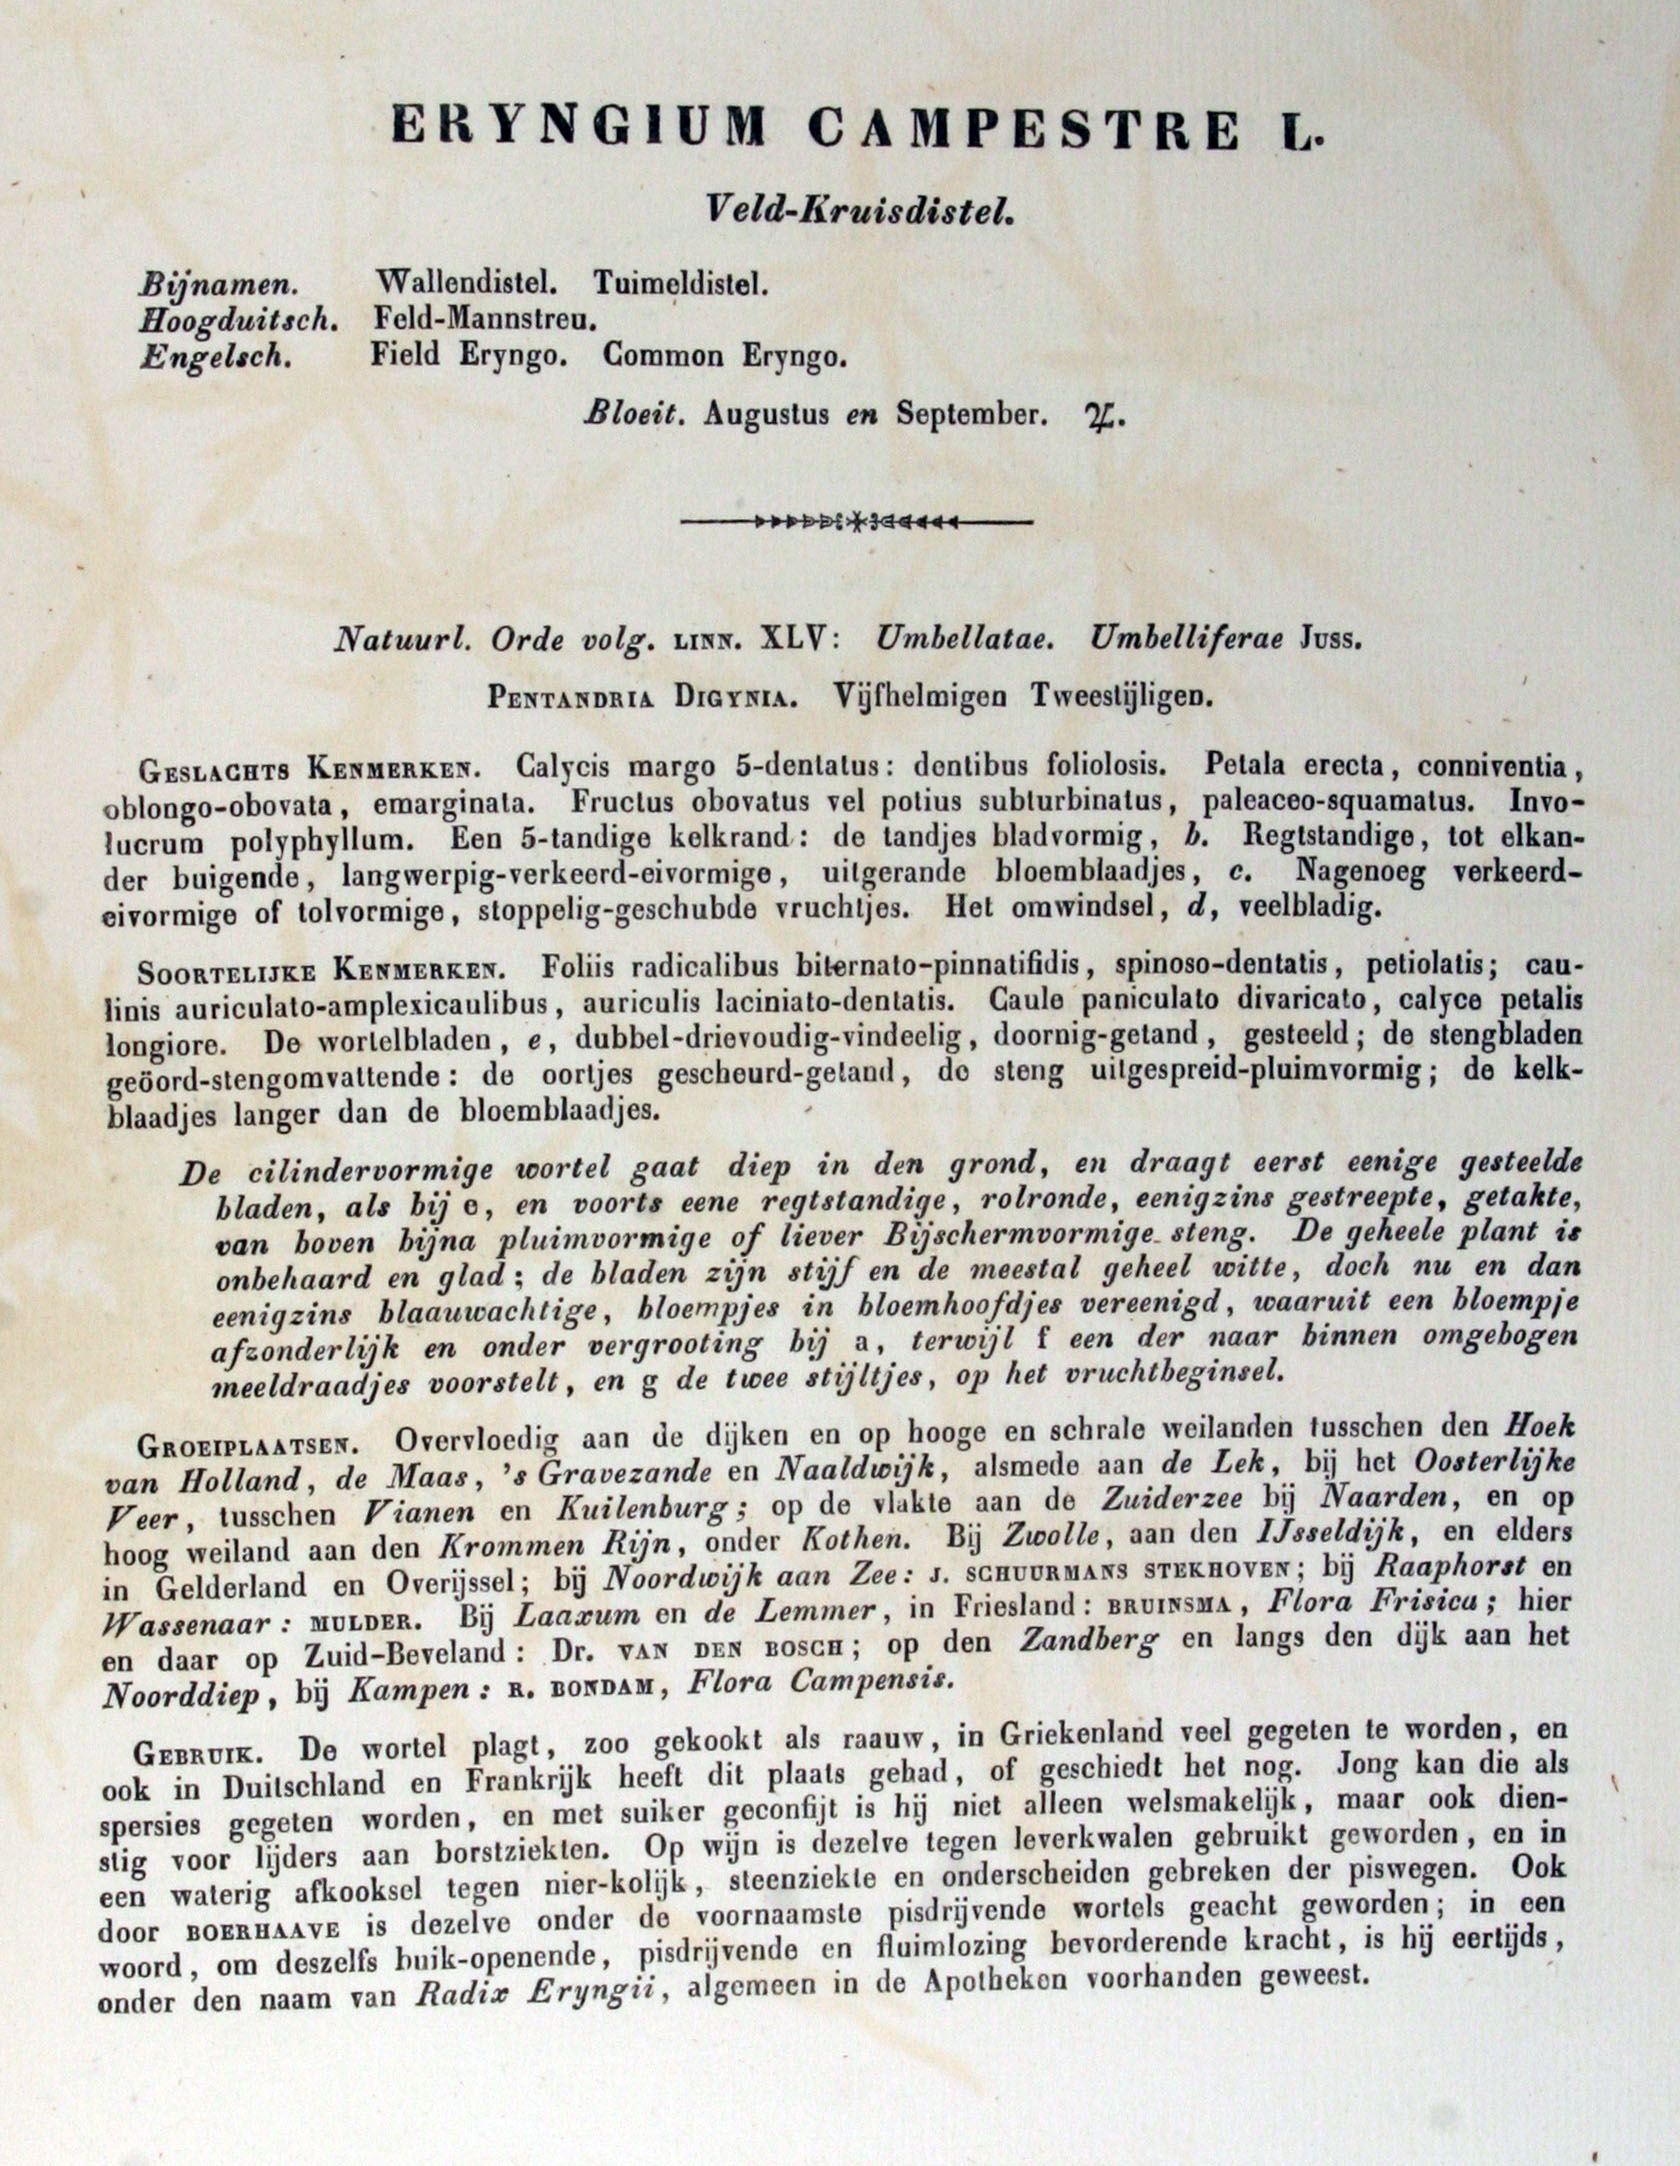 ERYNGIUM CAMPESTRE L.
Veld-Kruisdistel.
Bijnamen. Wallendistel. Tuimeldistel.
Hoogduitsch. Feld-Mannstreu.
Engelsch. Field Eryngo. Common Eryngo.
Bloeit. Augustus en September. ♃.
Natuurl. Orde volg. LINN. XLV: Umbellatae. Umbelliferae Juss.
PENTANDRIA DIGYNIA. Vijfhelmigen Tweestijligen.
GESLACHTS KENMERKEN. Calycis margo 5-dentatus: dentibus foliolosis. Petala erecta, conniventia,
oblongo-obovata, emarginata. Fructus obovatus vel potius subturbinatus, paleaceo-squamatus. Invo-
lucrum polyphyllum. Een 5-tandige kelkrand: de tandjes bladvormig, b. Regtstandige, tot elkan-
der buigende, langwerpig-verkeerd-eivormige, uitgerande bloemblaadjes, c. Nagenoeg verkeerd-
eivormige of tolvormige, stoppelig-geschubde vruchtjes. Het omwindsel, d, veelbladig.
SOORTELIJKE KENMERKEN. Foliis radicalibus biternato-pinnatifidis, spinoso-dentatis, petiolatis; cau-
linis auriculato-amplexicaulibus, auriculis laciniato-dentatis. Caule paniculato divaricato, calyce petalis
longiore. De wortelbladen, e, dubbel-drievoudig-vindeelig, doornig-getand, gesteeld; de stengbladen
geöord-stengomvattende: de oortjes gescheurd-getand, de steng uitgespreid-pluimvormig; de kelk-
blaadjes langer dan de bloemblaadjes.
De cilindervormige wortel gaat diep in den grond, en draagt eerst eenige gesteelde
bladen, als bij e, en voorts eene regtstandige, rolronde, eenigzins gestreepte, getakte,
van boven bijna pluimvormige of liever Bijschermvormige steng. De geheele plant is
onbehaard en glad; de bladen zijn stijf en de meestal geheel witte, doch nu en dan
eenigzins blaauwachtige, bloempjes in bloemhoofdjes vereenigd, waaruit een bloempje
afzonderlijk en onder vergrooting bij a, terwijl f een der naar binnen omgebogen
meeldraadjes voorstelt, en g de twee stijltjes, op het vruchtbeginsel.
GROEIPLAATSEN. Overvloedig aan de dijken en op hooge en schrale weilanden tusschen den Hoek
van Holland, de Maas, 's Gravezande en Naaldwijk, alsmede aan de Lek, bij het Oosterlijke
Veer, tusschen Vianen en Kuilenburg; op de vlakte aan de Zuiderzee bij Naarden, en op
hoog weiland aan den Krommen Rijn, onder Kothen. Bij Zwolle, aan den IJsseldijk, en elders
in Gelderland en Overijssel; bij Noordwijk aan Zee: J. SCHUURMANS STEKHOVEN; bij Raaphorst en
Wassenaar: MULDER. Bij Laaxum en de Lemmer, in Friesland: BRUINSMA, Flora Frisica; hier
en daar op Zuid-Beveland: Dr. VAN DEN BOSCH; op den Zandberg en langs den dijk aan het
Noorddiep, bij Kampen: R. BONDAM, Flora Campensis.
GEBRUIK. De wortel plagt, zoo gekookt als raauw, in Griekenland veel gegeten te worden, en
ook in Duitschland en Frankrijk heeft dit plaats gehad, of geschiedt het nog. Jong kan die als
spersies gegeten worden, en met suiker geconfijt is hij niet alleen welsmakelijk, maar ook dien-
stig voor lijders aan borstziekten. Op wijn is dezelve tegen leverkwalen gebruikt geworden, en in
een waterig afkooksel tegen nier-kolijk, steenziekte en onderscheiden gebreken der piswegen. Ook
door BOERHAAVE is dezelve onder de voornaamste pisdrijvende wortels geacht geworden; in een
woord, om deszelfs buik-openende, pisdrijvende en fluimlozing bevorderende kracht, is hij eertijds,
onder den naam van Radix Eryngii, algemeen in de Apotheken voorhanden geweest.